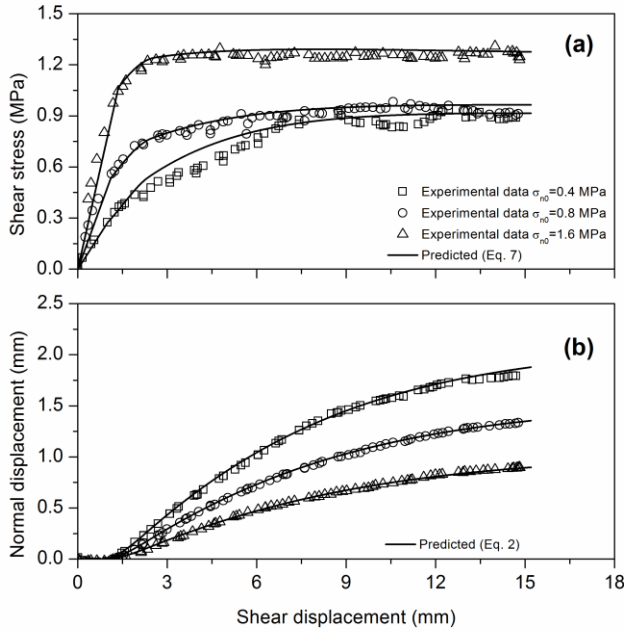 1.5
1.2
0.9
0.6
0.3
0.0
Shear stress (MPa)
(a)
Experimental data σn0=0.4 MPa
Experimental data σn0=0.8 MPa
Experimental data σn0=1.6 MPa
Predicted (Eq. 7)
2.5
2.0
1.5
1.0
0.5
0.0
Normal displacement (mm)
(b)
Predicted (Eq. 2)
0 3 6 9 12 15 18
Shear displacement (mm)